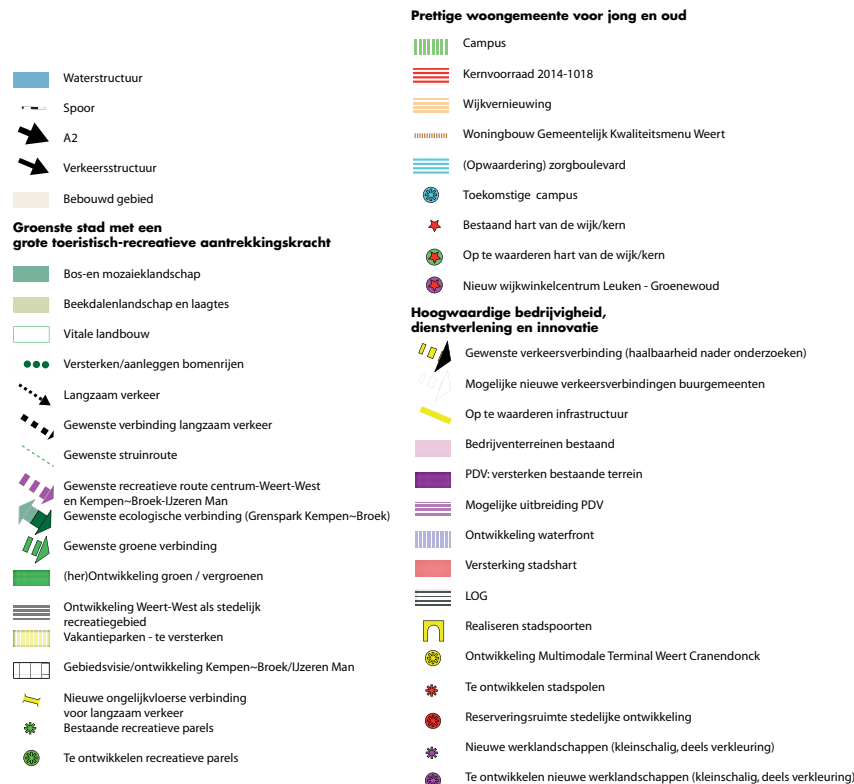 Waterstructuur
Spoor
A2
Verkeersstructuur
Bebouwd gebied
Groenste stad met een
grote toeristisch-recreatieve aantrekkingskracht
Bos-en mozaieklandschap
Beekdalenlandschap en laagtes
Vitale landbouw
Versterken/aanleggen bomenrijen
Langzaam verkeer
Gewenste verbinding langzaam verkeer
Gewenste struinroute
Gewenste recreatieve route centrum-Weert-West
en Kempen~Broek-IJzeren Man
Gewenste ecologische verbinding (Grenspark Kempen~Broek)
Gewenste groene verbinding
(her)Ontwikkeling groen / vergroenen
Ontwikkeling Weert-West als stedelijk
recreatiegebied
Vakantieparken - te versterken
Gebiedsvisie/ontwikkeling Kempen~Broek/IJzeren Man
Nieuwe ongelijkvloerse verbinding
voor langzaam verkeer
Bestaande recreatieve parels
Te ontwikkelen recreatieve parels
Prettige woongemeente voor jong en oud
Campus
Kernvoorraad 2014-1018
Wijkvernieuwing
Woningbouw Gemeentelijk Kwaliteitsmenu Weert
(Opwaardering) zorgboulevard
Toekomstige campus
Bestaand hart van de wijk/kern
Op te waarderen hart van de wijk/kern
Nieuw wijkwinkelcentrum Leuken - Groenewoud
Hoogwaardige bedrijvigheid,
dienstverlening en innovatie
Gewenste verkeersverbinding (haalbaarheid nader onderzoeken)
Mogelijke nieuwe verkeersverbindingen buurgemeenten
Op te waarderen infrastructuur
Bedrijventerreinen bestaand
PDV: versterken bestaande terrein
Mogelijke uitbreiding PDV
Ontwikkeling waterfront
Versterking stadshart
LOG
Realiseren stadspoorten
Ontwikkeling Multimodale Terminal Weert Cranendonck
Te ontwikkelen stadspolen
Reserveringsruimte stedelijke ontwikkeling
Nieuwe werklandschappen (kleinschalig, deels verkleuring)
Te ontwikkelen nieuwe werklandschappen (kleinschalig, deels verkleuring)